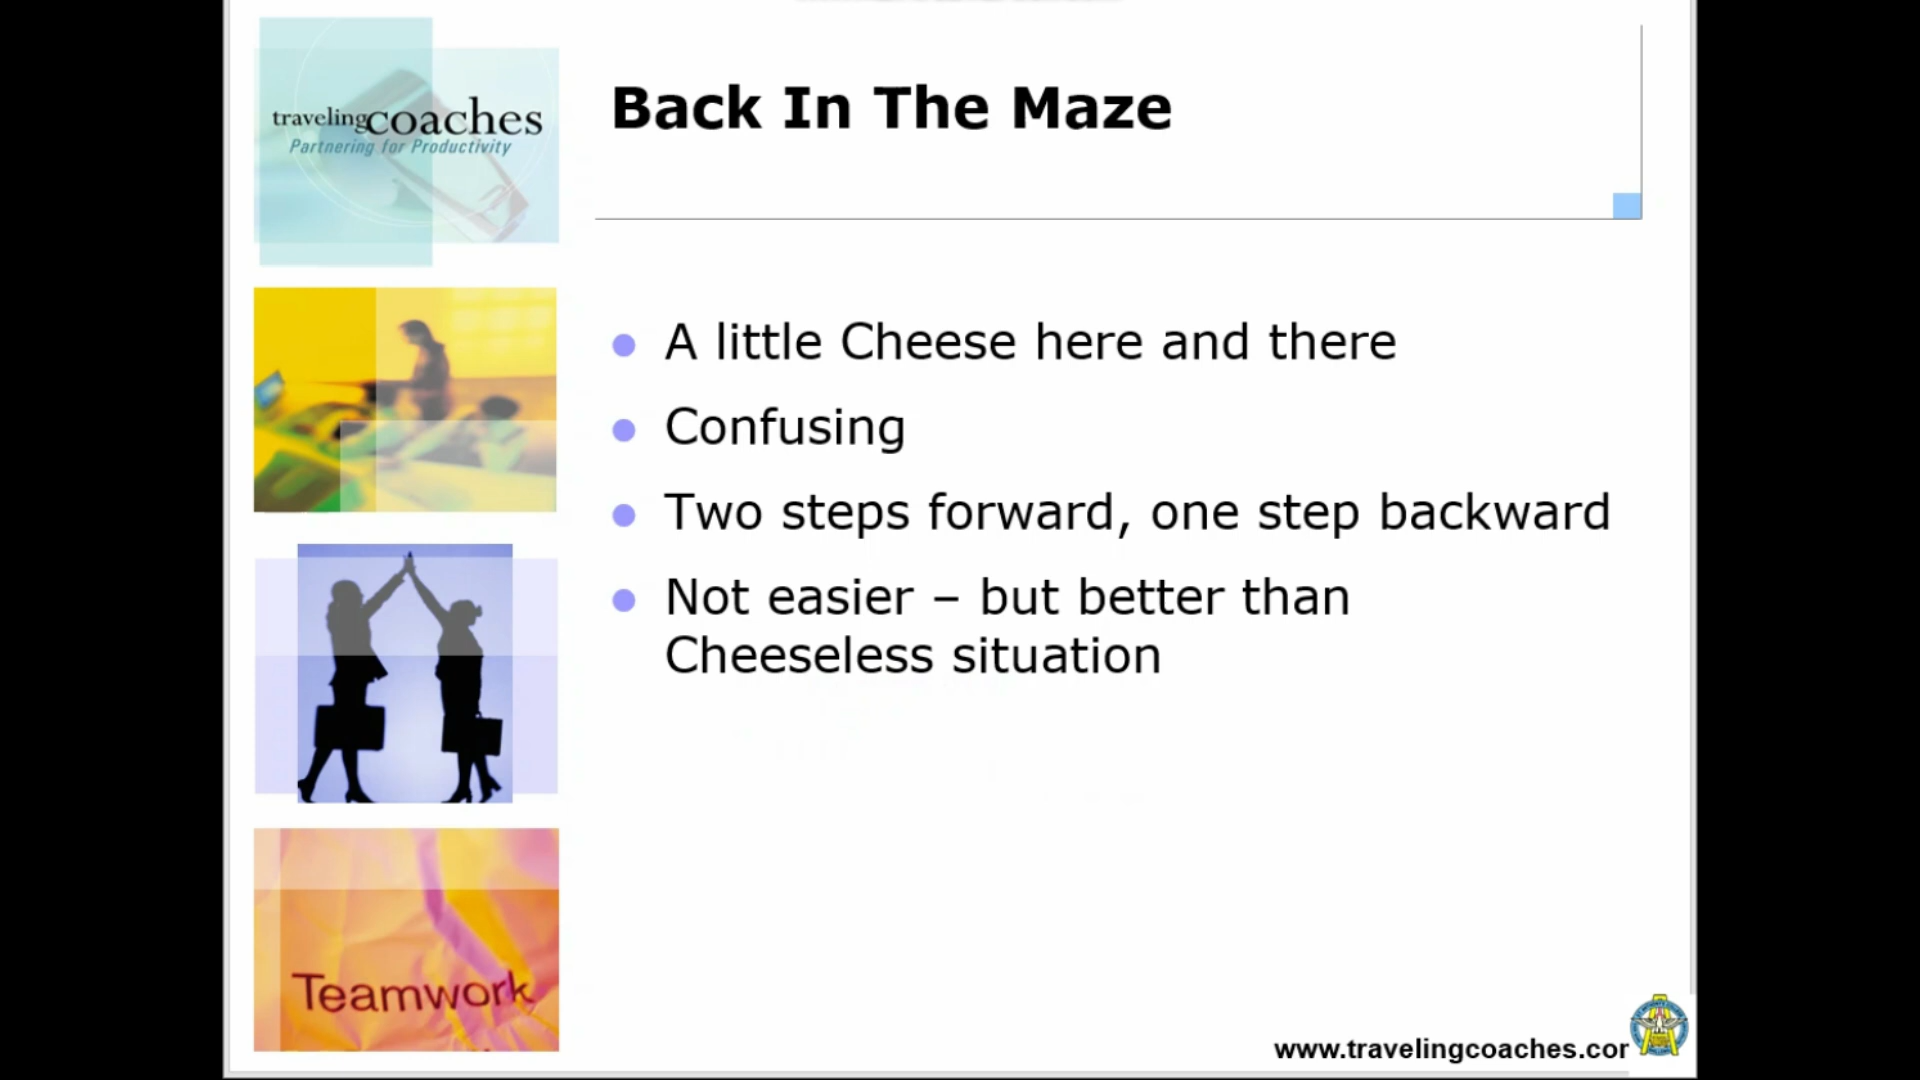 travelingcoaches
Partnering for Productivity
Back In The Maze
A little Cheese here and there
Confusing
Two steps forward, one step backward
Not easier – but better than
Cheeseless situation
Teamwork
www.travelingcoaches.cor